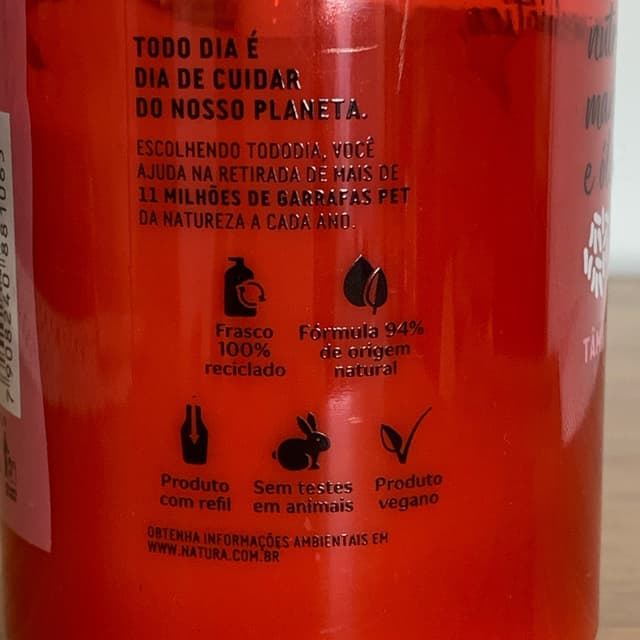 TODO DIA É
DIA DE CUIDAR
DO NOSSO PLANETA.
ESCOLHENDO TODODIA, VOCÊ
AJUDA NA RETIRADA DE MAIS DE
11 MILHÕES DE GARRAFAS PET
DA NATUREZA A CADA ANO.
Frasco
100%
reciclado
Fórmula 94%
de origem
natural
Produto
com refil
Sem testes
em animais
Produto
vegano
OBTENHA INFORMAÇÕES AMBIENTAIS EM
WWW.NATURA.COM.BR